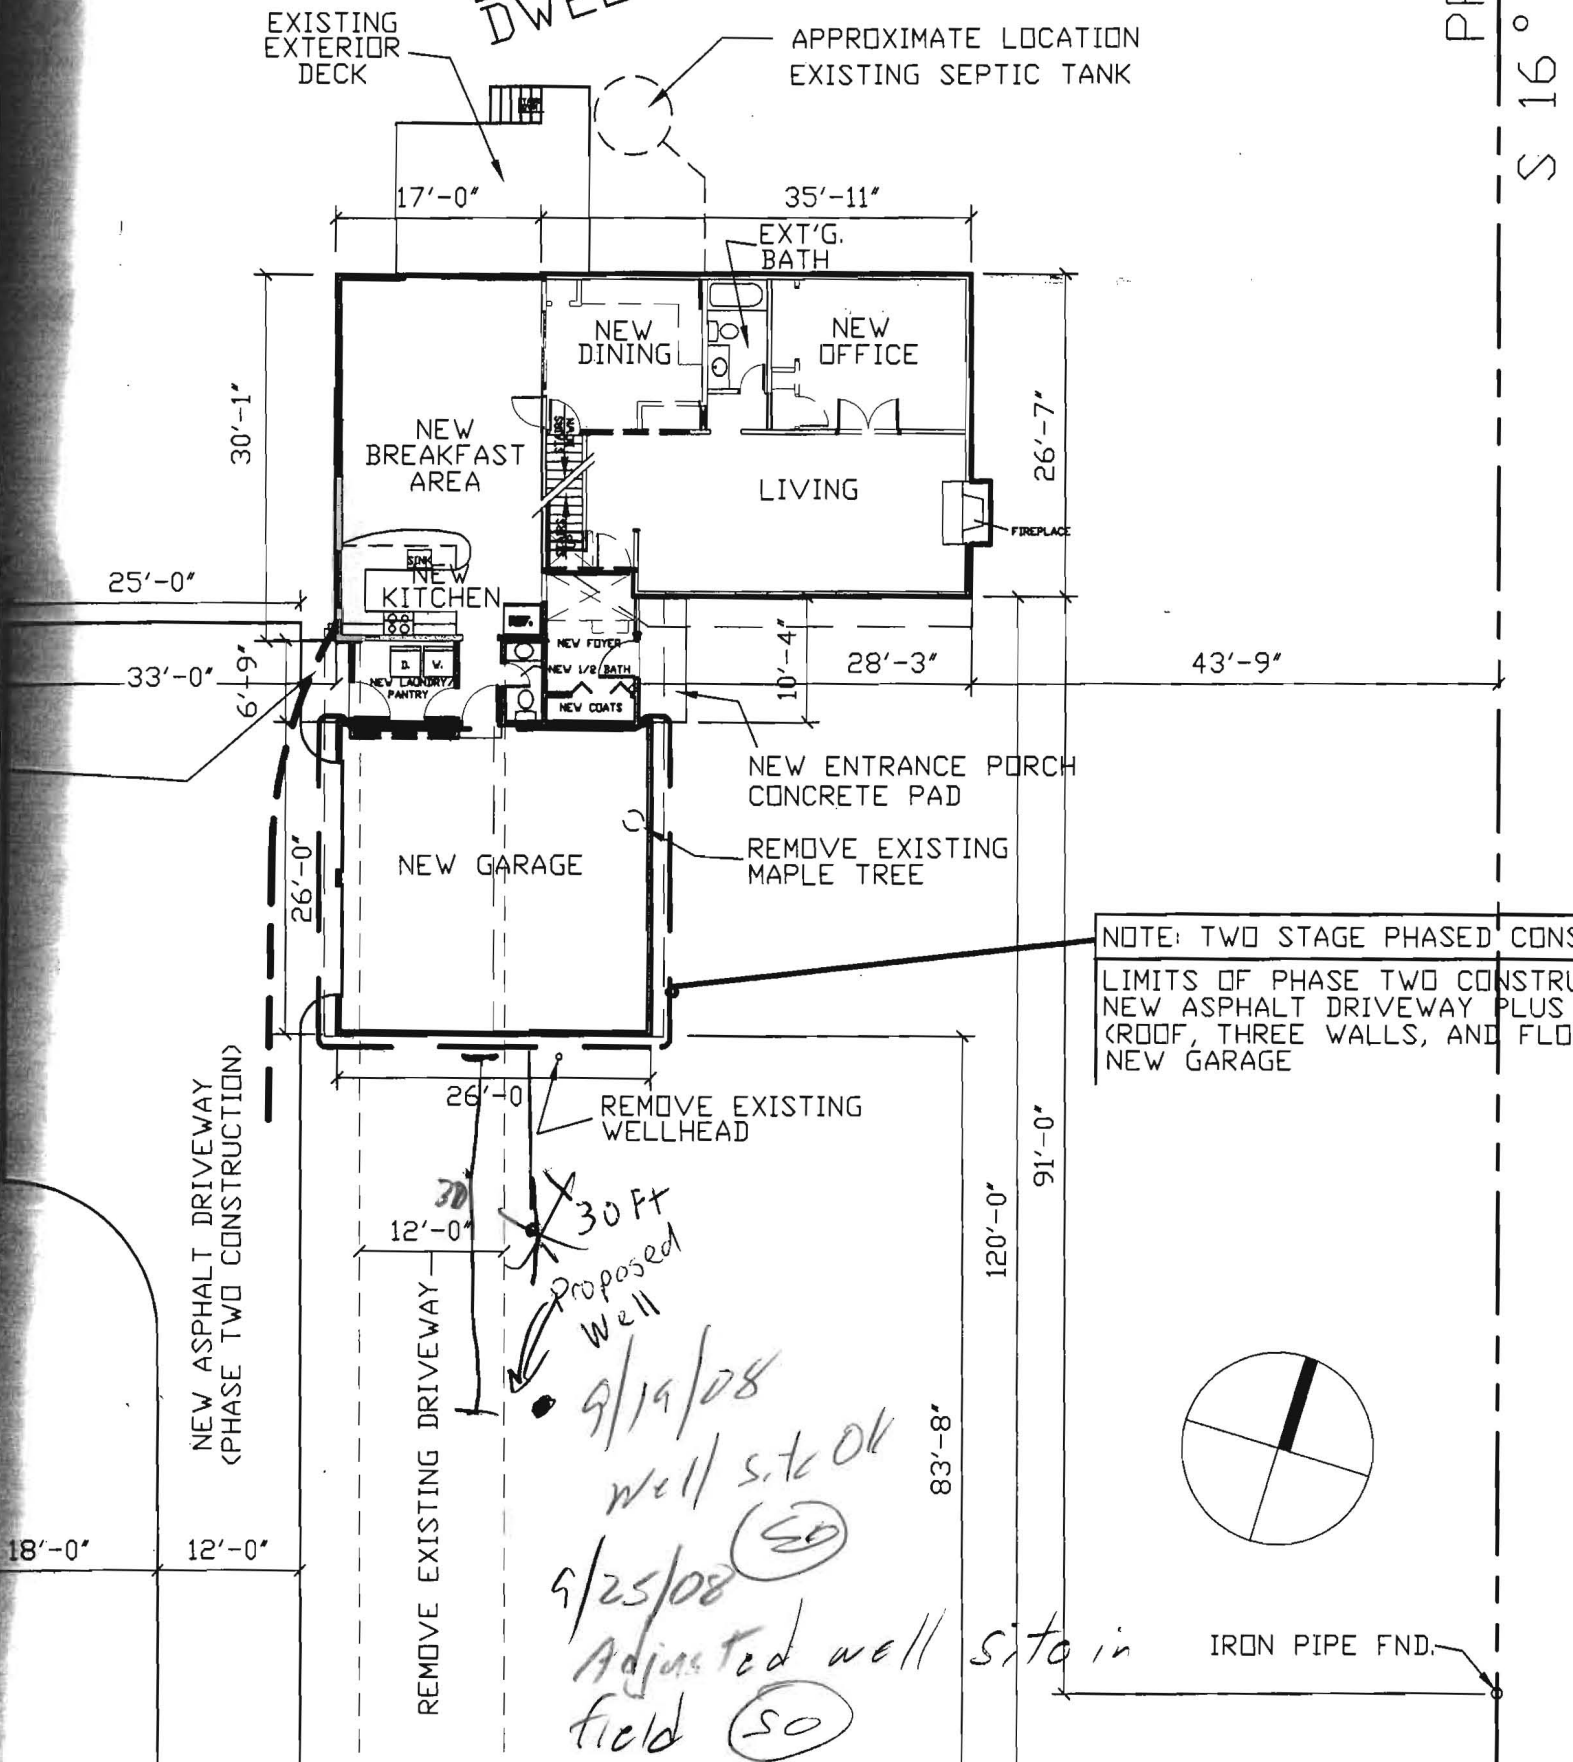 EXISTING
EXTERIOR
DECK
APPROXIMATE LOCATION
EXISTING SEPTIC TANK
S 16°
17'-0"
35'-11"
EXT'G.
BATH
NEW
DINING
NEW
OFFICE
30'-1"
26'-7"
NEW
BREAKFAST
AREA
STAIRS
DOWN
LIVING
FIREPLACE
STAIRS
UP
SINK
NEW
KITCHEN
REF.
25'-0"
33'-0"
6'-9"
D.
W.
NEW LAUNDRY/
PANTRY
NEW FOYER
NEW 1/2 BATH
NEW COATS
10'-4"
28'-3"
43'-9"
NEW ENTRANCE PORCH
CONCRETE PAD
REMOVE EXISTING
MAPLE TREE
NEW GARAGE
26'-0"
NOTE: TWO STAGE PHASED CONS
LIMITS OF PHASE TWO CONSTRU
NEW ASPHALT DRIVEWAY PLUS
(ROOF, THREE WALLS, AND FLO
NEW GARAGE
26'-0
REMOVE EXISTING
WELLHEAD
91'-0"
120'-0"
83'-8"
NEW ASPHALT DRIVEWAY
(PHASE TWO CONSTRUCTION)
30
12'-0"
30 Ft
Proposed
Well
REMOVE EXISTING DRIVEWAY
9/19/08
Well site OK
SO
9/25/08
Adjusted well site in
field SO
18'-0"
12'-0"
IRON PIPE FND.